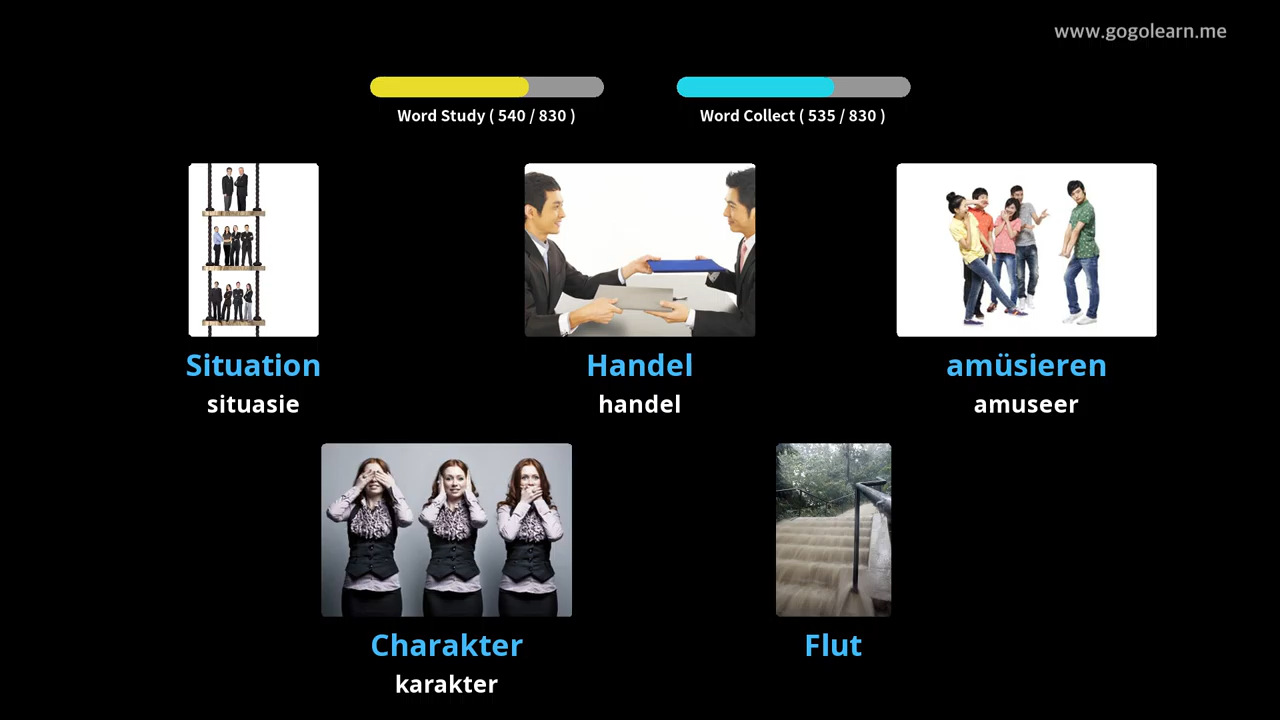 www.gogolearn.me
Word Study ( 540 / 830 )
Word Collect ( 535 / 830 )
Situation
situasie
Handel
handel
amüsieren
amuseer
Charakter
karakter
Flut